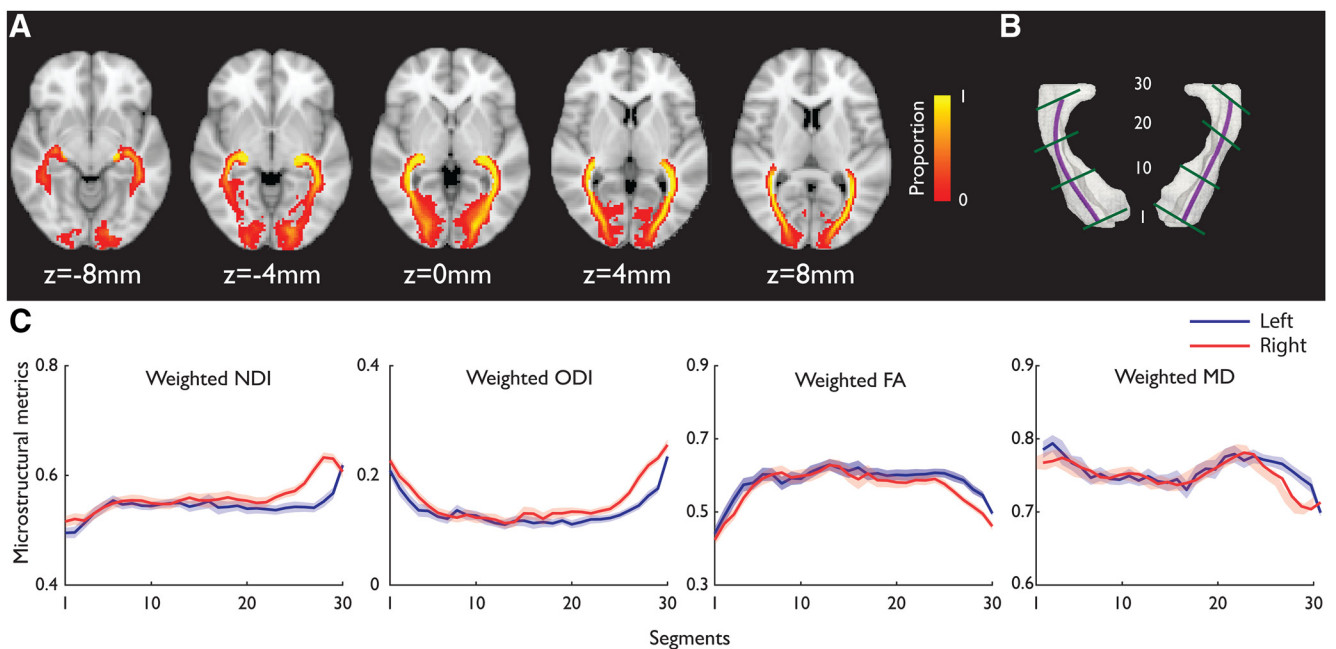 A
B
30
20
10
1
1
Proportion
0
z=-8mm
z=-4mm
z=0mm
z=4mm
z=8mm
C
Left
Right
Microstructural metrics
Weighted NDI
0.8
0.6
0.4
1 10 20 30
Weighted ODI
0.4
0.2
0
1 10 20 30
Weighted FA
0.9
0.7
0.5
0.3
1 10 20 30
Weighted MD
0.9
0.8
0.7
0.6
1 10 20 30
Segments